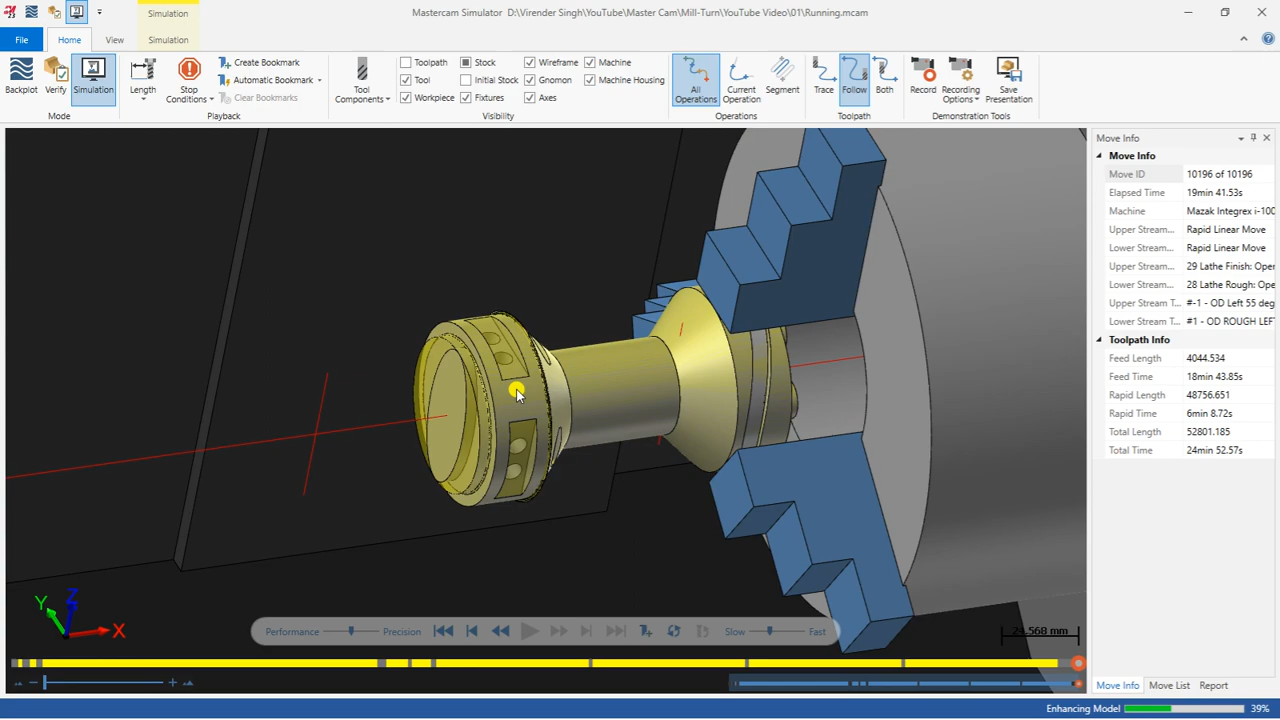 Mastercam Simulator D:\Virender Singh\YouTube\Master Cam\Mill-Turn\YouTube Video\01\Running.mcam
Simulation
File
Home
View
Simulation
Backplot
Verify
Simulation
Mode
Length
Stop Conditions
Create Bookmark
Automatic Bookmark
Clear Bookmarks
Playback
Tool Components
Toolpath
Stock
Wireframe
Machine
Tool
Initial Stock
Gnomon
Machine Housing
Workpiece
Fixtures
Axes
Visibility
All Operations
Current Operation
Segment
Operations
Trace
Follow
Both
Toolpath
Record
Recording Options
Save Presentation
Demonstration Tools
Move Info
Move Info
Move ID 10196 of 10196
Elapsed Time 19min 41.53s
Machine Mazak Integrex i-100
Upper Stream... Rapid Linear Move
Lower Stream... Rapid Linear Move
Upper Stream... 29 Lathe Finish: Ope
Lower Stream... 28 Lathe Rough: Ope
Upper Stream T... #-1 - OD Left 55 deg
Lower Stream T... #1 - OD ROUGH LEFT
Toolpath Info
Feed Length 4044.534
Feed Time 18min 43.85s
Rapid Length 48756.651
Rapid Time 6min 8.72s
Total Length 52801.185
Total Time 24min 52.57s
Y Z X
Performance
Precision
Slow
Fast
24.568 mm
Move Info
Move List
Report
Enhancing Model 39%